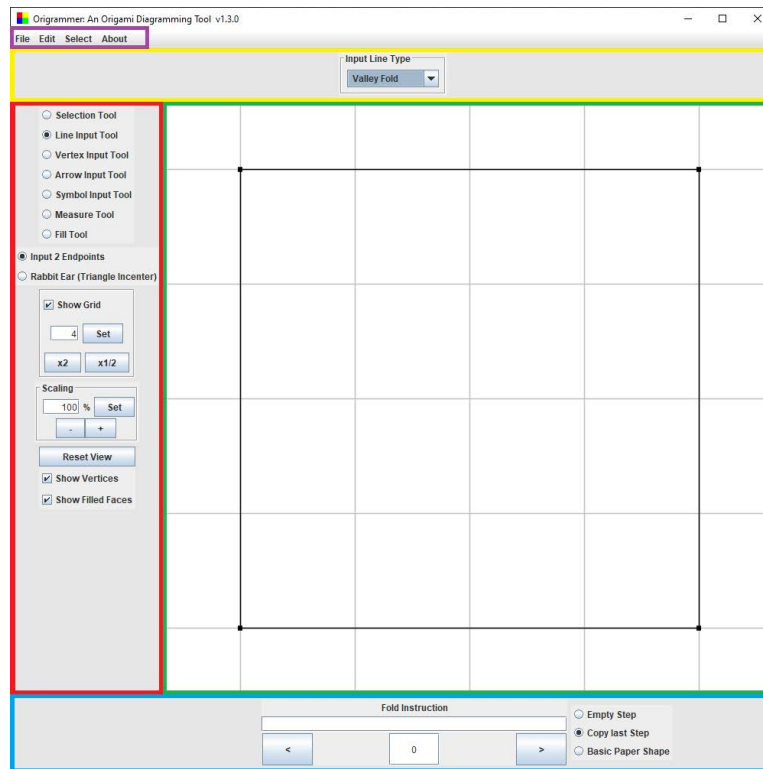 Origrammer: An Origami Diagramming Tool v1.3.0
File Edit Select About
Input Line Type
Valley Fold
Selection Tool
Line Input Tool
Vertex Input Tool
Arrow Input Tool
Symbol Input Tool
Measure Tool
Fill Tool
Input 2 Endpoints
Rabbit Ear (Triangle Incenter)
Show Grid
4 Set
x2 x1/2
Scaling
100 % Set
- +
Reset View
Show Vertices
Show Filled Faces
Fold Instruction
< 0 >
Empty Step
Copy last Step
Basic Paper Shape